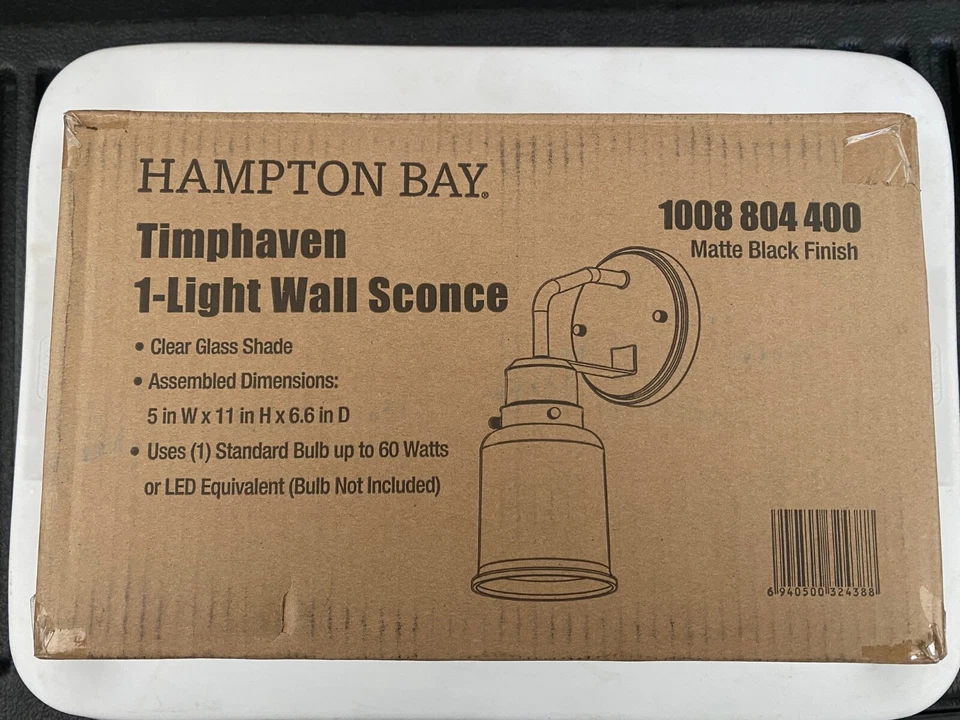 HAMPTON BAY®
Timphaven
1-Light Wall Sconce
• Clear Glass Shade
• Assembled Dimensions:
5 in W x 11 in H x 6.6 in D
• Uses (1) Standard Bulb up to 60 Watts
or LED Equivalent (Bulb Not Included)
1008 804 400
Matte Black Finish
6 940500 324388